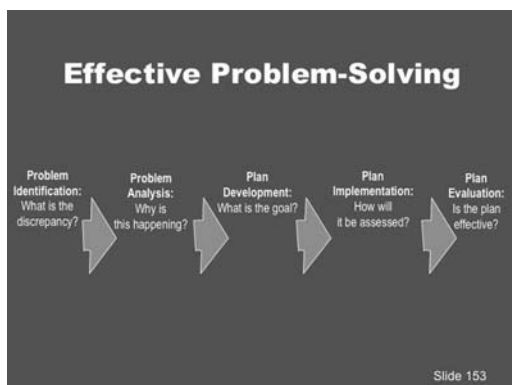 Effective Problem-Solving
Problem
Identification:
What is the
discrepancy?
Problem
Analysis:
Why is
this happening?
Plan
Development:
What is the goal?
Plan
Implementation:
How will
it be assessed?
Plan
Evaluation:
Is the plan
effective?
Slide 153